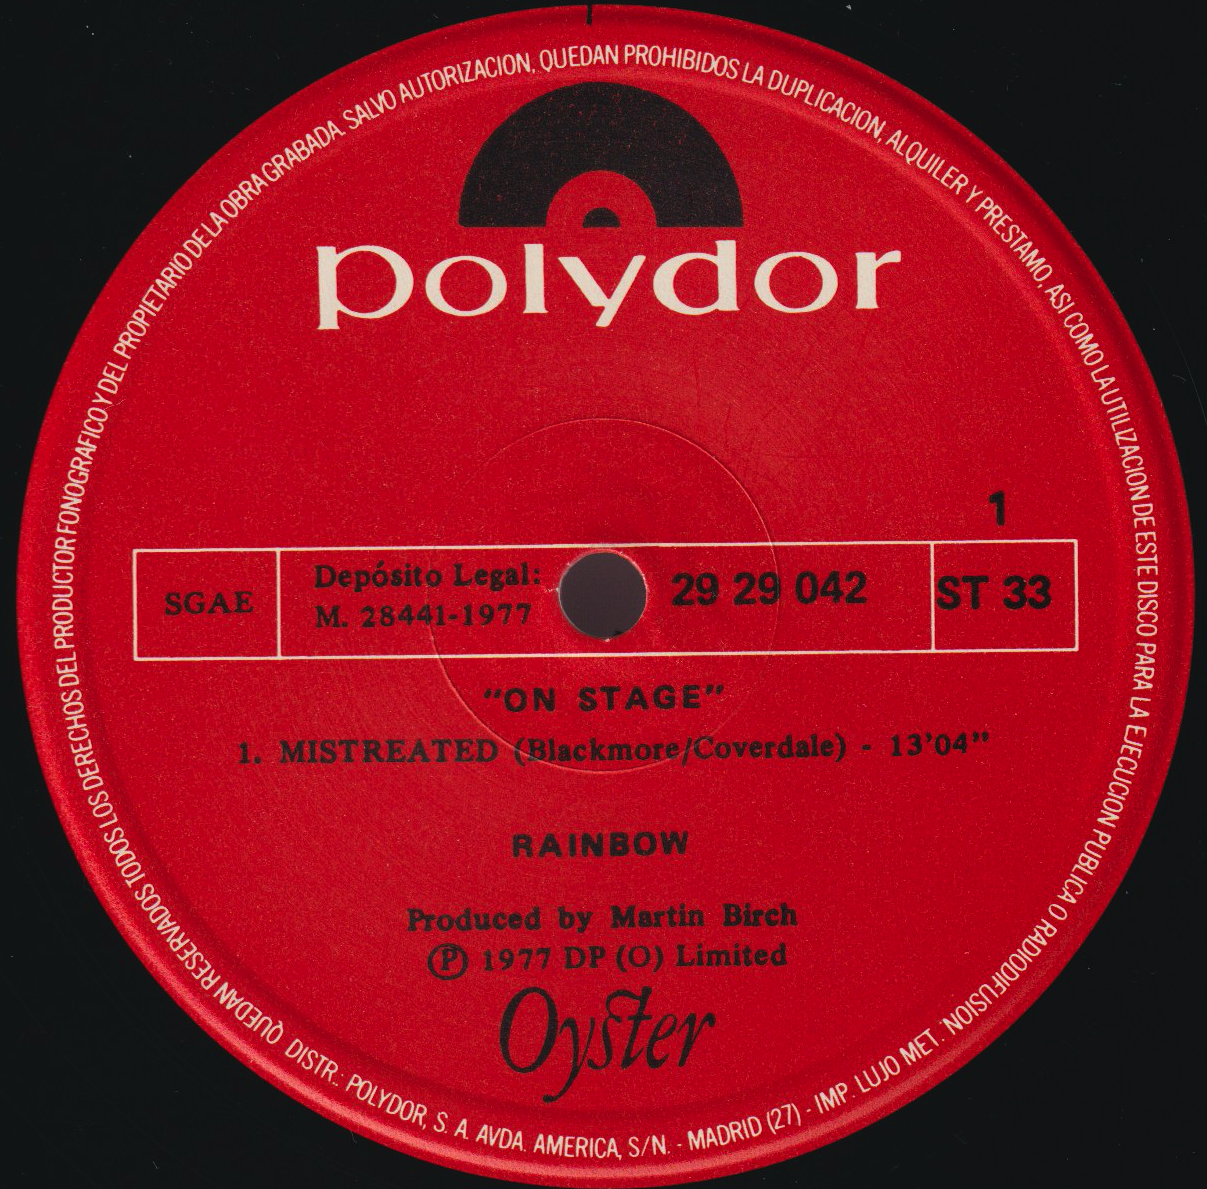 QUEDAN RESERVADOS TODOS LOS DERECHOS DEL PRODUCTOR FONOGRAFICO Y DEL PROPIETARIO DE LA OBRA GRABADA. SALVO AUTORIZACION, QUEDAN PROHIBIDOS LA DUPLICACION, ALQUILER Y PRESTAMO, ASI COMO LA UTILIZACION DE ESTE DISCO PARA LA EJECUCION PUBLICA O RADIODIFUSION.
polydor
1
SGAE
Depósito Legal:
M. 28441-1977
29 29 042
ST 33
"ON STAGE"
1. MISTREATED (Blackmore/Coverdale) - 13'04"
RAINBOW
Produced by Martin Birch
Ⓟ 1977 DP (O) Limited
Oyster
DISTR.: POLYDOR, S. A. AVDA. AMERICA, S/N. - MADRID (27) - IMP. LUJO MET.